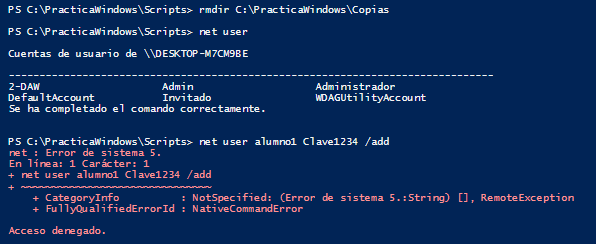 PS C:\PracticaWindows\Scripts> rmdir C:\PracticaWindows\Copias
PS C:\PracticaWindows\Scripts> net user
Cuentas de usuario de \\DESKTOP-M7CM9BE
-------------------------------------------------------------------------------
2-DAW                    Admin                    Administrador
DefaultAccount           Invitado                 WDAGUtilityAccount
Se ha completado el comando correctamente.
PS C:\PracticaWindows\Scripts> net user alumno1 Clave1234 /add
net : Error de sistema 5.
En línea: 1 Carácter: 1
+ net user alumno1 Clave1234 /add
+ ~~~~~~~~~~~~~~~~~~~~~~~~~~~~~~~
    + CategoryInfo          : NotSpecified: (Error de sistema 5.:String) [], RemoteException
    + FullyQualifiedErrorId : NativeCommandError
Acceso denegado.